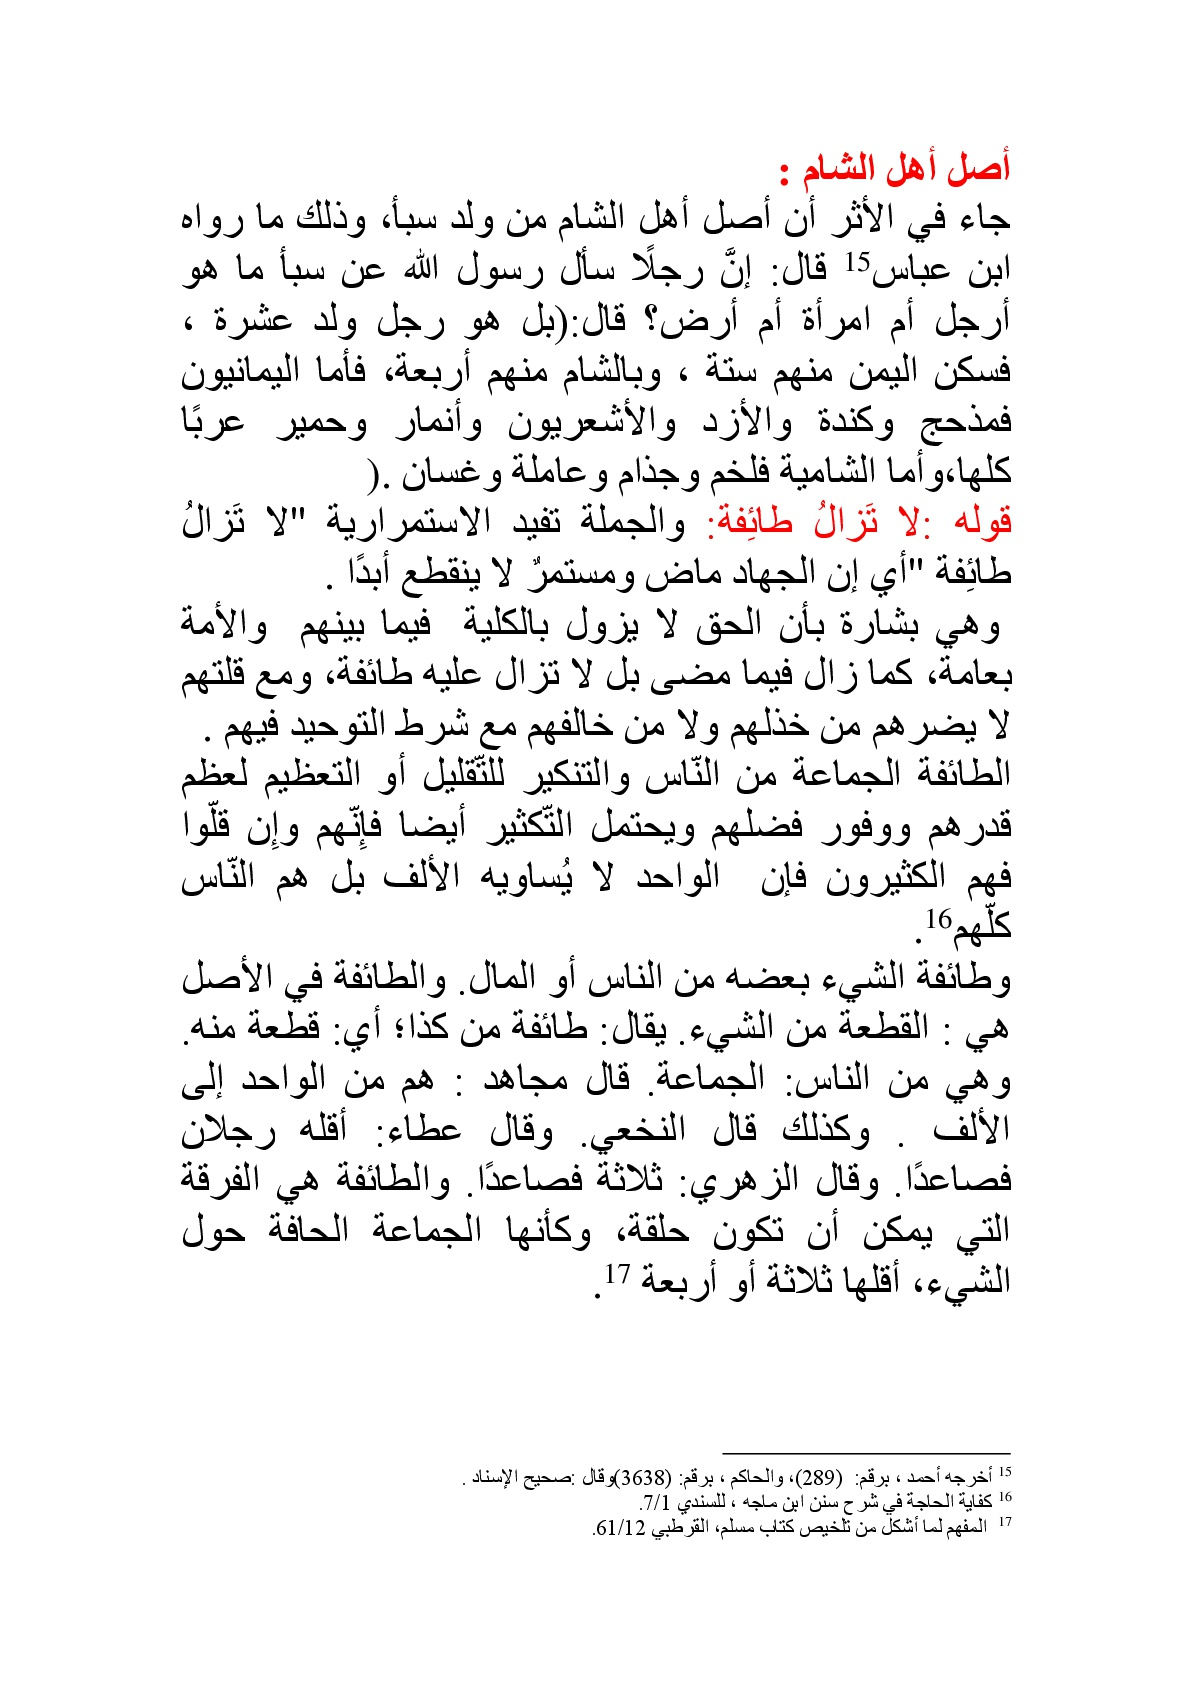 أصل أهل الشام :
جاء في الأثر أن أصل أهل الشام من ولد سبأ، وذلك ما رواه
ابن عباس15 قال: إنَّ رجلًا سأل رسول الله عن سبأ ما هو
أرجل أم امرأة أم أرض؟ قال:(بل هو رجل ولد عشرة ،
فسكن اليمن منهم ستة ، وبالشام منهم أربعة، فأما اليمانيون
فمذحج وكندة والأزد والأشعريون وأنمار وحمير عربًا
كلها،وأما الشامية فلخم وجذام وعاملة وغسان .(
قوله :لا تَزالُ طائِفة: والجملة تفيد الاستمرارية "لا تَزالُ
طائِفة "أي إن الجهاد ماض ومستمرٌ لا ينقطع أبدًا .
وهي بشارة بأن الحق لا يزول بالكلية فيما بينهم والأمة
بعامة، كما زال فيما مضى بل لا تزال عليه طائفة، ومع قلتهم
لا يضرهم من خذلهم ولا من خالفهم مع شرط التوحيد فيهم .
الطائفة الجماعة من النّاس والتنكير للتّقليل أو التعظيم لعظم
قدرهم ووفور فضلهم ويحتمل التّكثير أيضا فإِنّهم وإِن قلّوا
فهم الكثيرون فإن الواحد لا يُساويه الألف بل هم النّاس
كلّهم16.
وطائفة الشيء بعضه من الناس أو المال. والطائفة في الأصل
هي : القطعة من الشيء. يقال: طائفة من كذا؛ أي: قطعة منه.
وهي من الناس: الجماعة. قال مجاهد : هم من الواحد إلى
الألف . وكذلك قال النخعي. وقال عطاء: أقله رجلان
فصاعدًا. وقال الزهري: ثلاثة فصاعدًا. والطائفة هي الفرقة
التي يمكن أن تكون حلقة، وكأنها الجماعة الحافة حول
الشيء، أقلها ثلاثة أو أربعة 17.
15 أخرجه أحمد ، برقم: (289)، والحاكم ، برقم: (3638)وقال :صحيح الإسناد .
16 كفاية الحاجة في شرح سنن ابن ماجه ، للسندي 7/1.
17 المفهم لما أشكل من تلخيص كتاب مسلم، القرطبي 61/12.